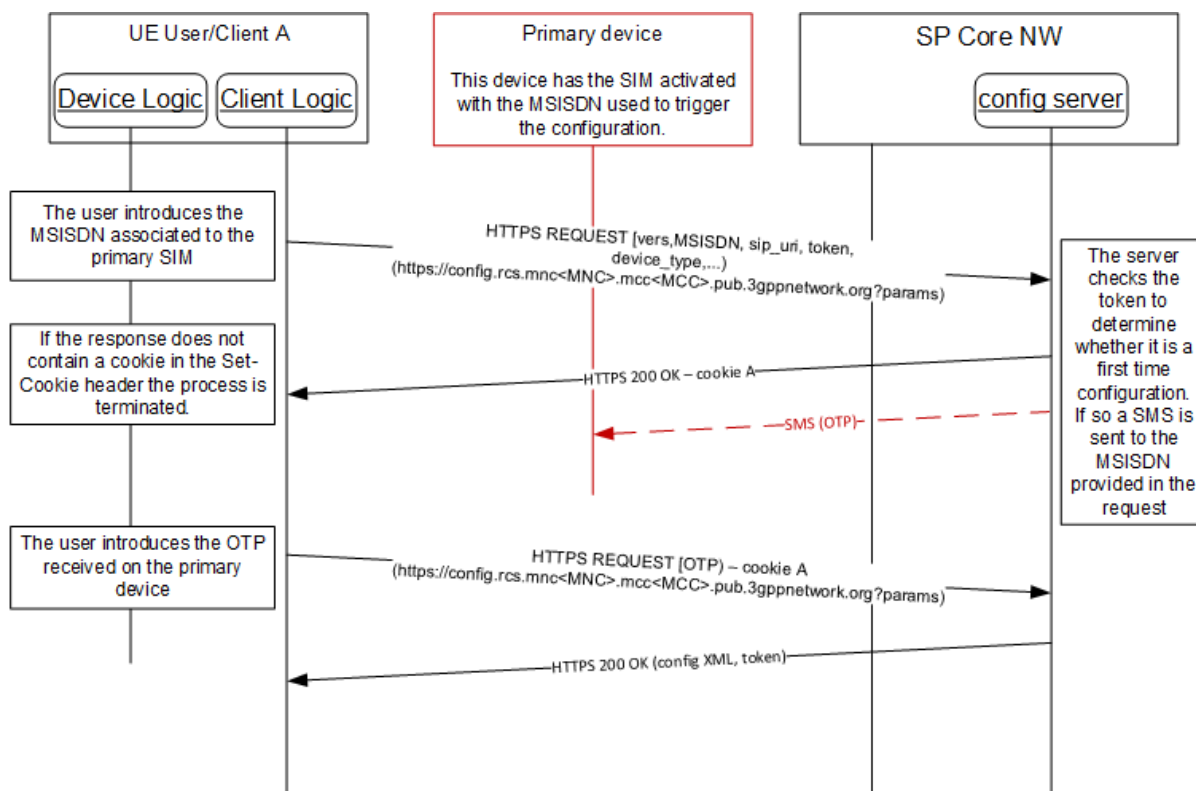 UE User/Client A
Device Logic
Client Logic
Primary device
This device has the SIM activated
with the MSISDN used to trigger
the configuration.
SP Core NW
config server
The user introduces the
MSISDN associated to the
primary SIM
HTTPS REQUEST [vers,MSISDN, sip_uri, token,
device_type,...)
(https://config.rcs.mnc<MNC>.mcc<MCC>.pub.3gppnetwork.org?params)
The server
checks the
token to
determine
whether it is a
first time
configuration.
If so a SMS is
sent to the
MSISDN
provided in the
request
If the response does not
contain a cookie in the Set-
Cookie header the process is
terminated.
HTTPS 200 OK – cookie A
SMS (OTP)
The user introduces the OTP
received on the primary
device
HTTPS REQUEST [OTP) – cookie A
(https://config.rcs.mnc<MNC>.mcc<MCC>.pub.3gppnetwork.org?params)
HTTPS 200 OK (config XML, token)